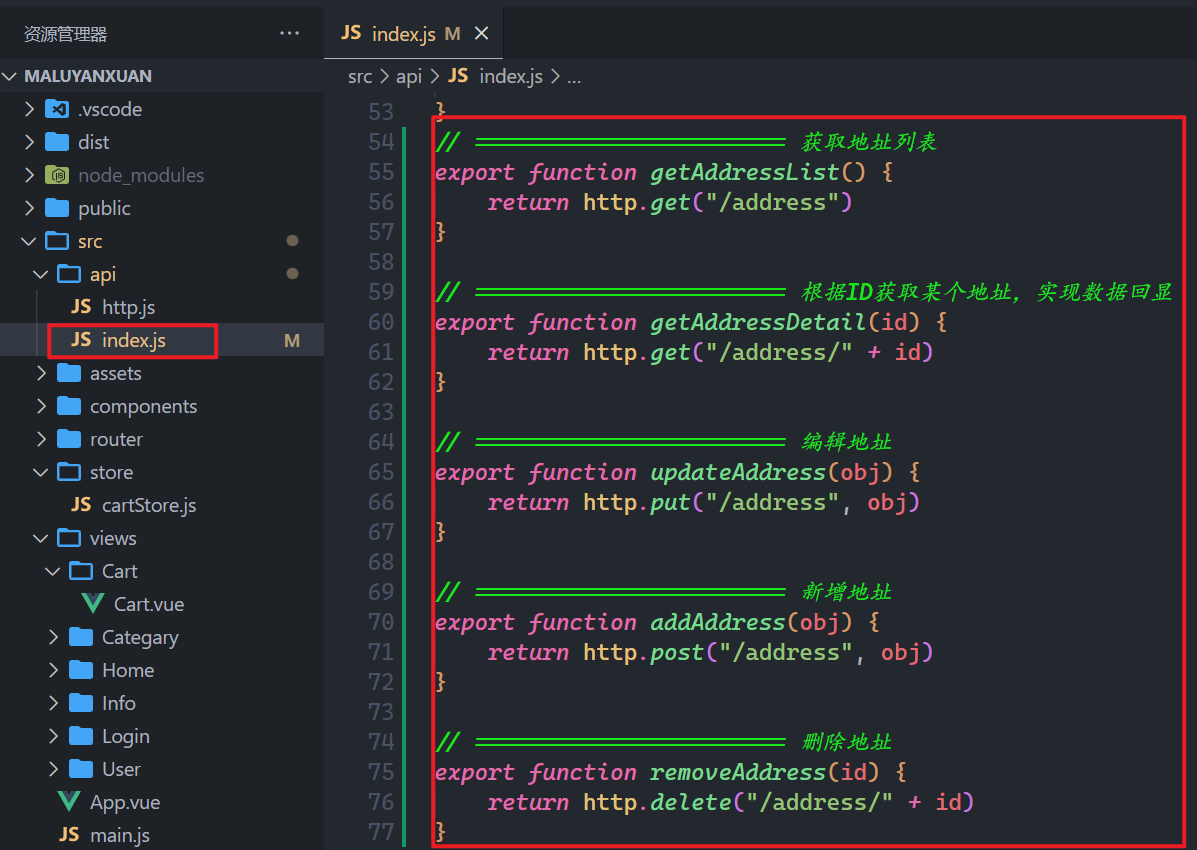 资源管理器
...
MALUYANXUAN
.vscode
dist
node_modules
public
src
api
JS http.js
JS index.js M
assets
components
router
store
JS cartStore.js
views
Cart
Cart.vue
Categary
Home
Info
Login
User
App.vue
JS main.js
JS index.js M
src > api > JS index.js > ...
53 }
54 // ======================= 获取地址列表
55 export function getAddressList() {
56 return http.get("/address")
57 }
58
59 // ======================= 根据ID获取某个地址，实现数据回显
60 export function getAddressDetail(id) {
61 return http.get("/address/" + id)
62 }
63
64 // ======================= 编辑地址
65 export function updateAddress(obj) {
66 return http.put("/address", obj)
67 }
68
69 // ======================= 新增地址
70 export function addAddress(obj) {
71 return http.post("/address", obj)
72 }
73
74 // ======================= 删除地址
75 export function removeAddress(id) {
76 return http.delete("/address/" + id)
77 }